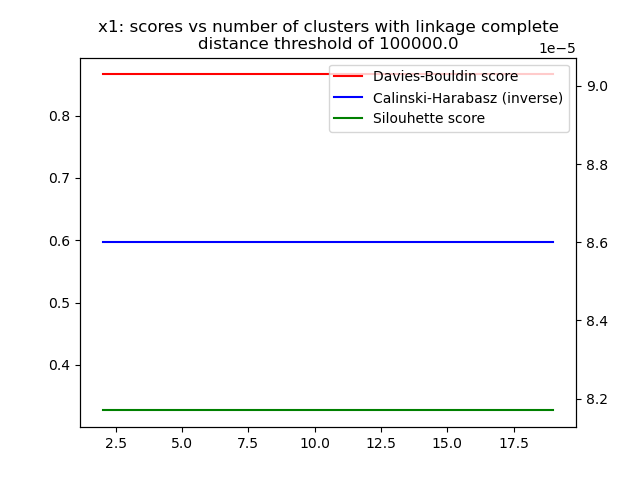 x1: scores vs number of clusters with linkage complete
distance threshold of 100000.0
1e−5
Davies-Bouldin score
Calinski-Harabasz (inverse)
Silouhette score
0.8
0.7
0.6
0.5
0.4
9.0
8.8
8.6
8.4
8.2
2.5 5.0 7.5 10.0 12.5 15.0 17.5